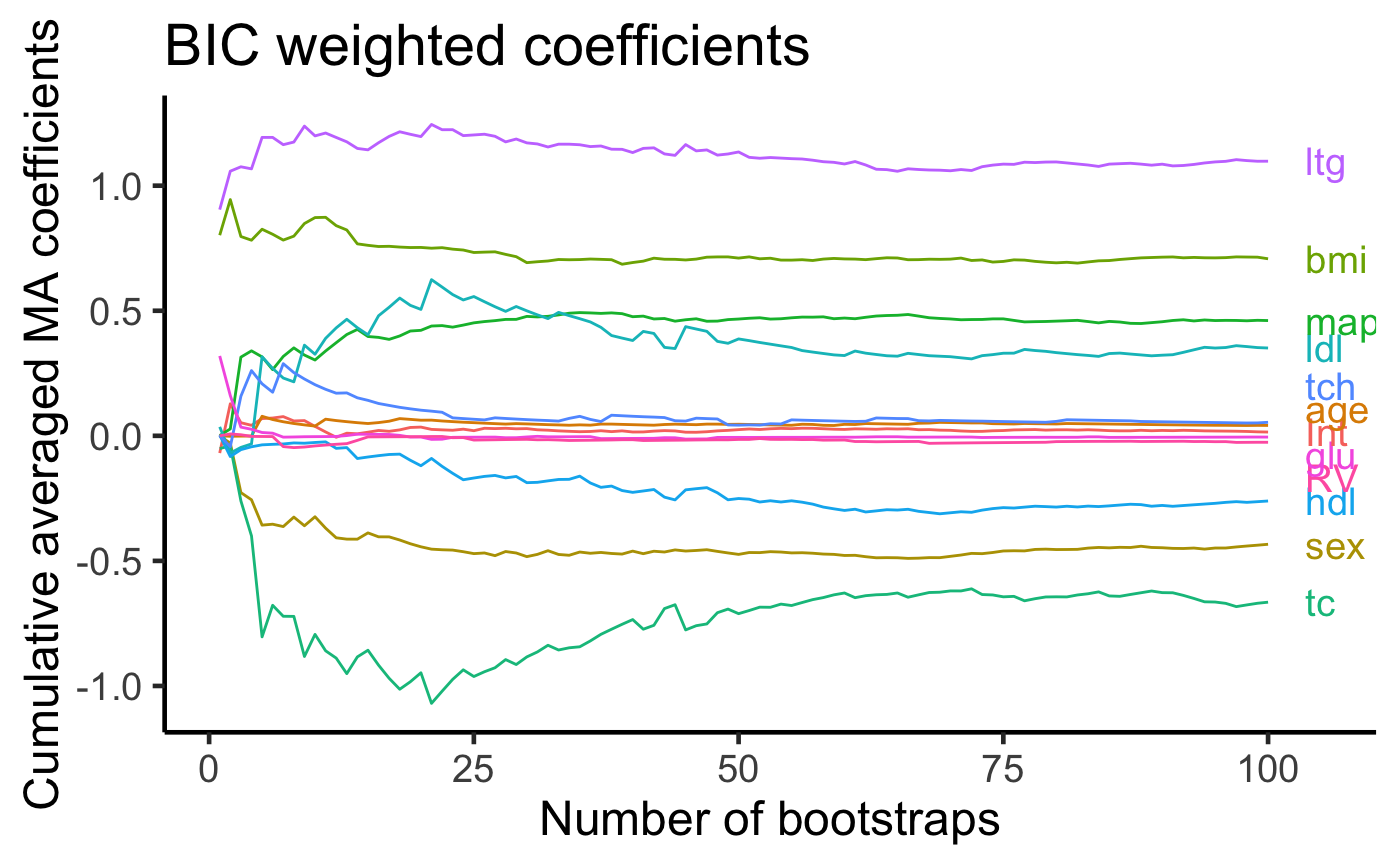 BIC weighted coefficients
Cumulative averaged MA coefficients
1.0
0.5
0.0
-0.5
-1.0
ltg
bmi
map
ldl
tch
age
Int
glu
RV
hdl
sex
tc
0 25 50 75 100
Number of bootstraps